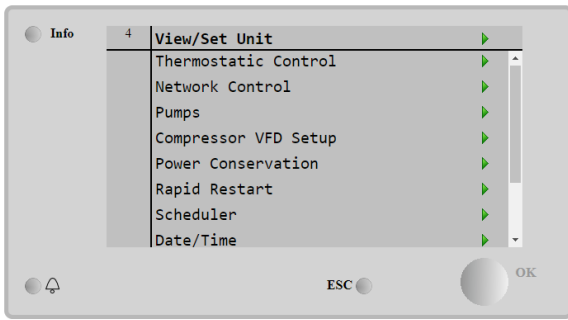 Info
4 View/Set Unit
Thermostatic Control
Network Control
Pumps
Compressor VFD Setup
Power Conservation
Rapid Restart
Scheduler
Date/Time
ESC
OK